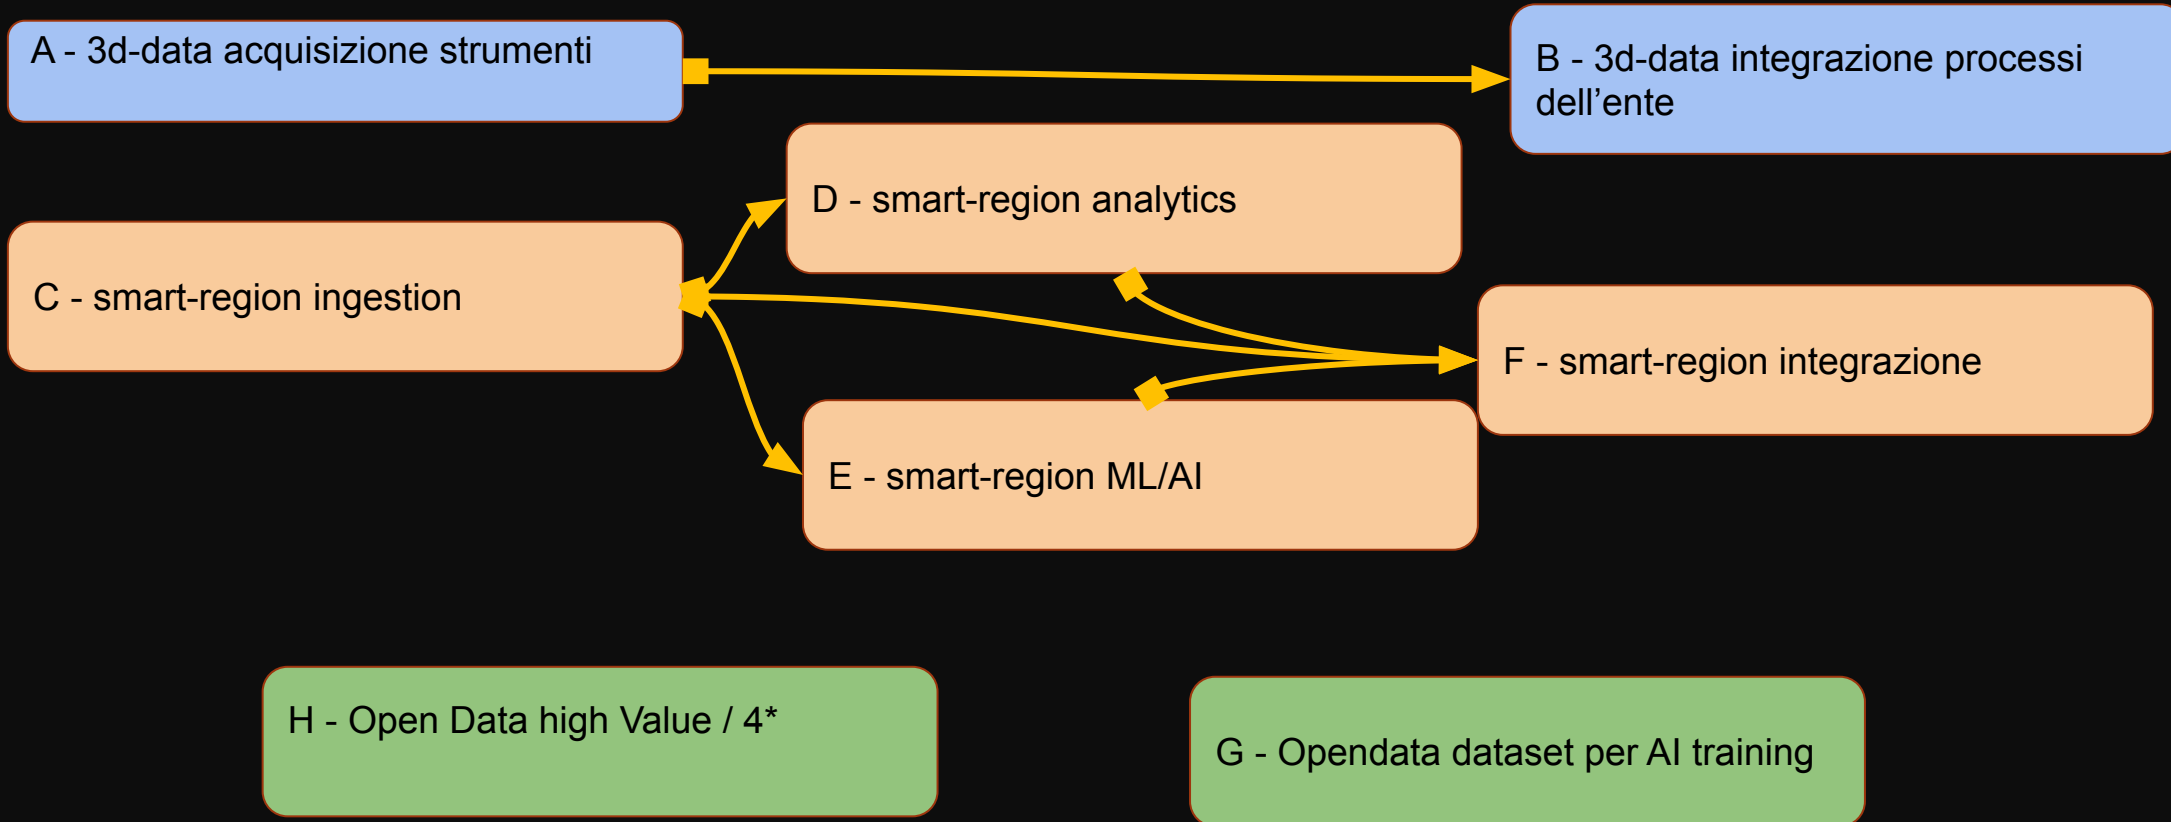 A - 3d-data acquisizione strumenti
B - 3d-data integrazione processi
dell’ente
D - smart-region analytics
C - smart-region ingestion
F - smart-region integrazione
E - smart-region ML/AI
H - Open Data high Value / 4*
G - Opendata dataset per AI training